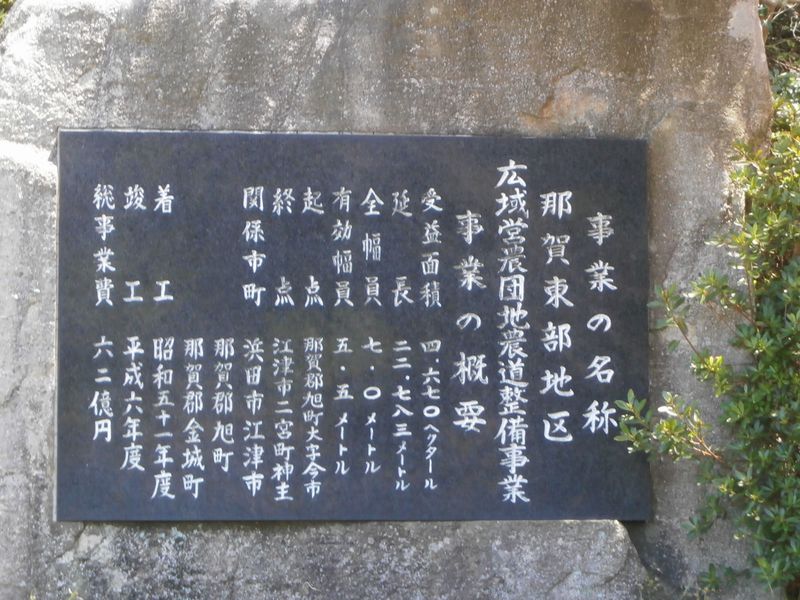 事業の名称
那賀東部地区
広域営農団地農道整備事業
事業の概要
受益面積 四・六七〇ヘクタール
延長 二二・七八三メートル
全幅員 七・〇メートル
有効幅員 五・五メートル
起点 那賀郡旭町大字今市
終点 江津市二宮町神主
関係市町 浜田市江津市
那賀郡旭町
那賀郡金城町
着工 昭和五十一年度
竣工 平成六年度
総事業費 六二億円